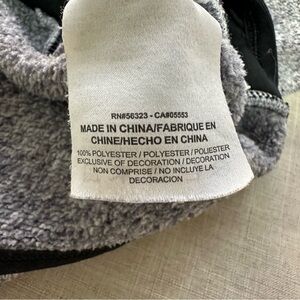 RN#56323 - CA#05553
MADE IN CHINA/FABRIQUE EN
CHINE/HECHO EN CHINA
100% POLYESTER / POLYESTER / POLIESTER
EXCLUSIVE OF DECORATION / DECORATION
NON COMPRISE / NO INCLUYE LA
DECORACION